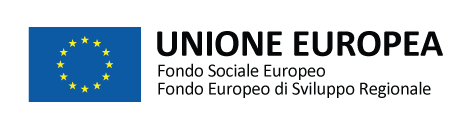 UNIONE EUROPEA
Fondo Sociale Europeo
Fondo Europeo di Sviluppo Regionale